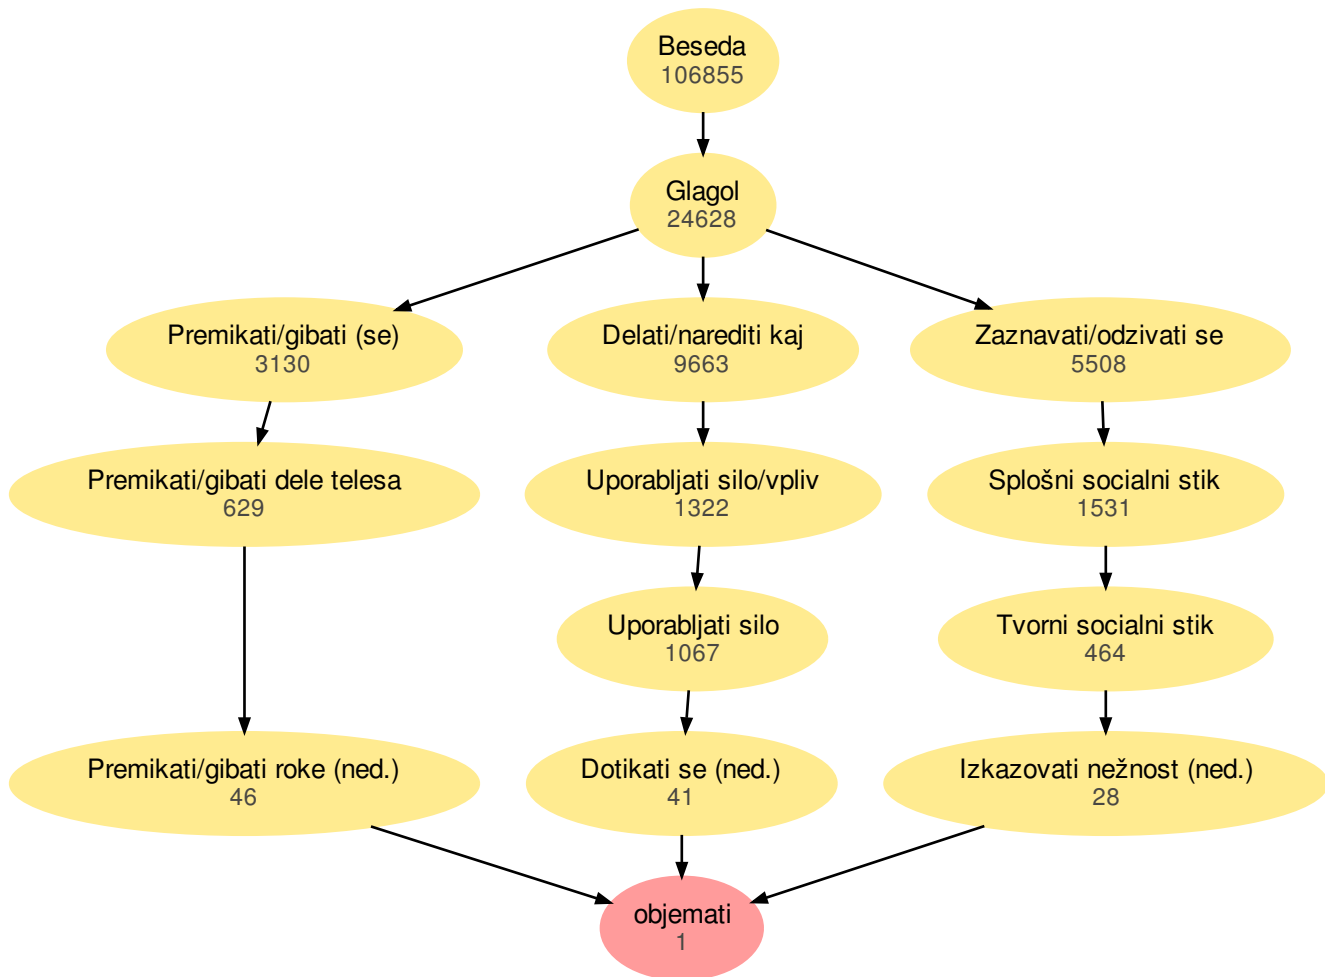 Beseda
106855
Glagol
24628
Premikati/gibati (se)
3130
Delati/narediti kaj
9663
Zaznavati/odzivati se
5508
Premikati/gibati dele telesa
629
Uporabljati silo/vpliv
1322
Splošni socialni stik
1531
Uporabljati silo
1067
Tvorni socialni stik
464
Premikati/gibati roke (ned.)
46
Dotikati se (ned.)
41
Izkazovati nežnost (ned.)
28
objemati
1